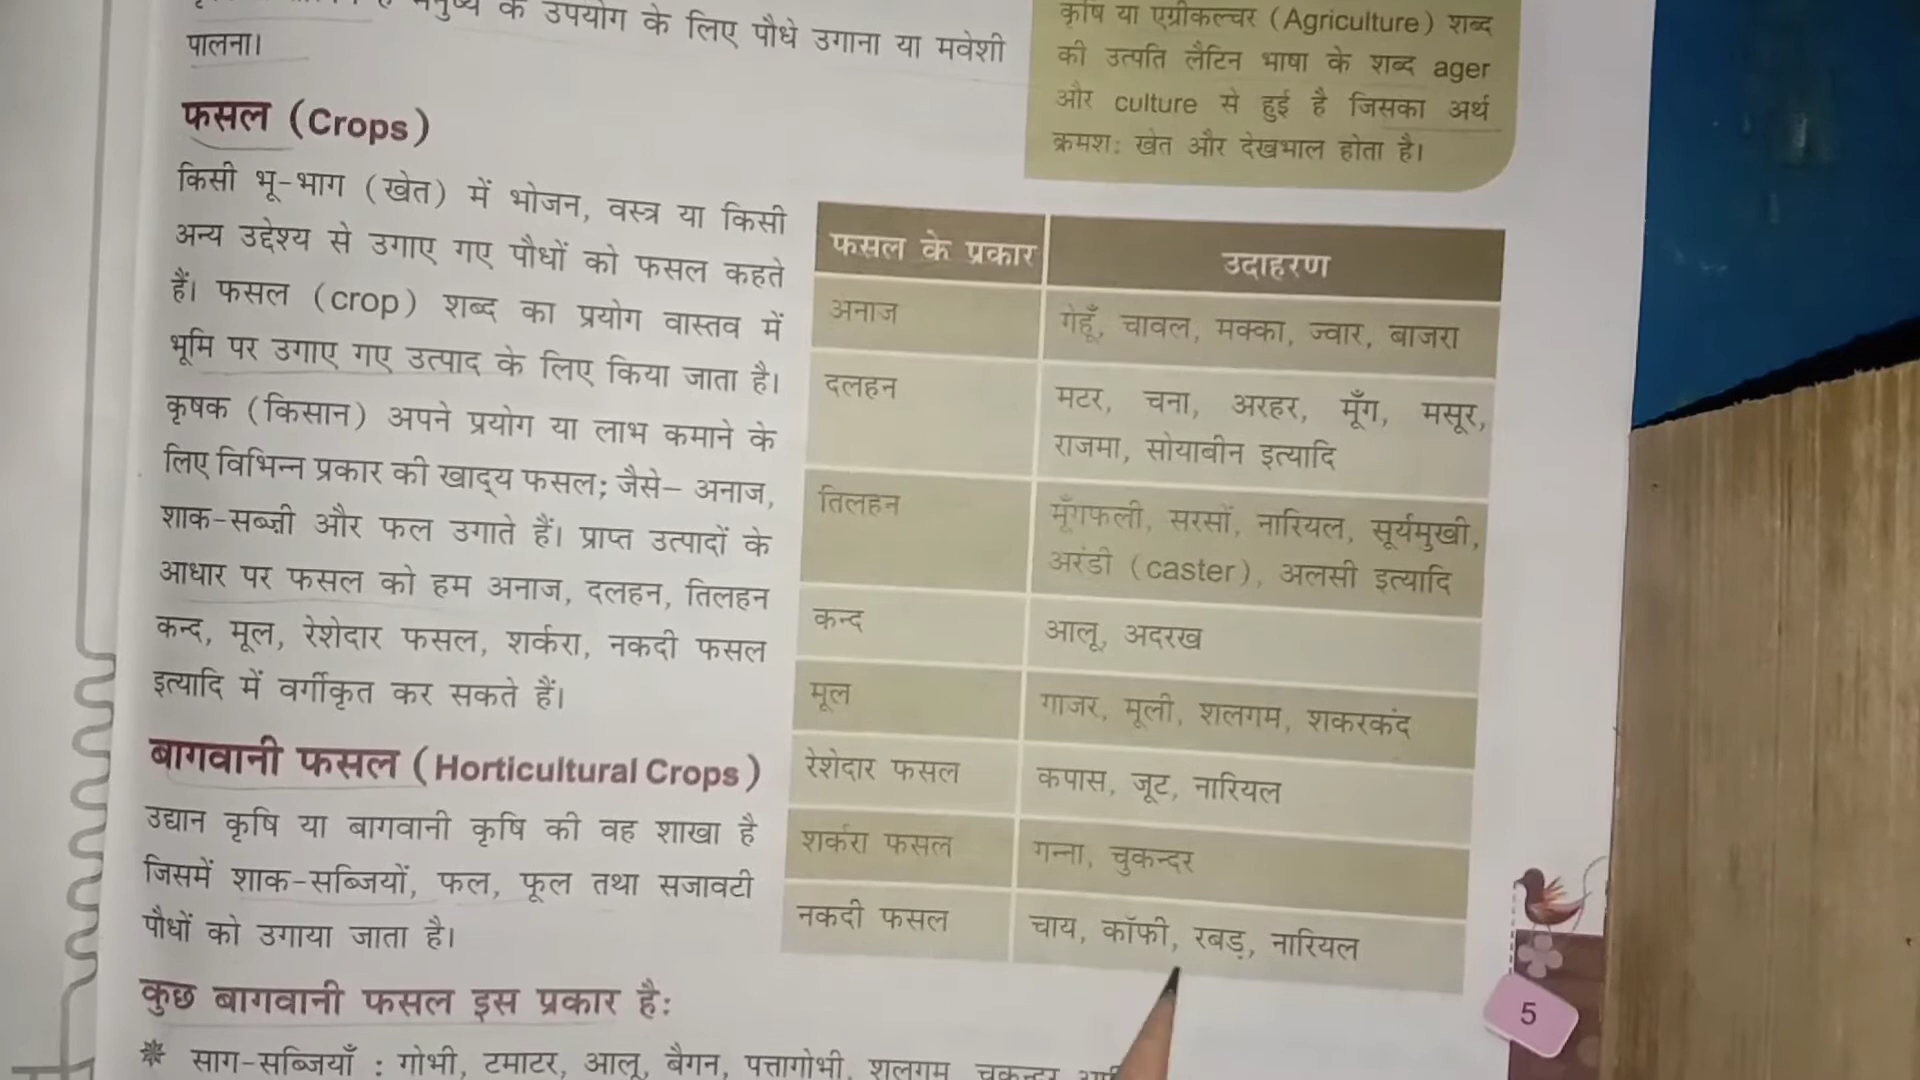 मनुष्य के उपयोग के लिए पौधे उगाना या मवेशी
पालना।
कृषि या एग्रीकल्चर (Agriculture) शब्द
की उत्पति लैटिन भाषा के शब्द ager
और culture से हुई है जिसका अर्थ
क्रमश: खेत और देखभाल होता है।
फसल (Crops)
किसी भू-भाग (खेत) में भोजन, वस्त्र या किसी
अन्य उद्देश्य से उगाए गए पौधों को फसल कहते
हैं। फसल (crop) शब्द का प्रयोग वास्तव में
भूमि पर उगाए गए उत्पाद के लिए किया जाता है।
कृषक (किसान) अपने प्रयोग या लाभ कमाने के
लिए विभिन्न प्रकार की खाद्य फसल; जैसे– अनाज,
शाक-सब्ज़ी और फल उगाते हैं। प्राप्त उत्पादों के
आधार पर फसल को हम अनाज, दलहन, तिलहन
कन्द, मूल, रेशेदार फसल, शर्करा, नकदी फसल
इत्यादि में वर्गीकृत कर सकते हैं।
फसल के प्रकार उदाहरण
अनाज गेहूँ, चावल, मक्का, ज्वार, बाजरा
दलहन मटर, चना, अरहर, मूँग, मसूर,
राजमा, सोयाबीन इत्यादि
तिलहन मूँगफली, सरसों, नारियल, सूर्यमुखी,
अरंडी (caster), अलसी इत्यादि
कन्द आलू, अदरख
मूल गाजर, मूली, शलगम, शकरकंद
रेशेदार फसल कपास, जूट, नारियल
शर्करा फसल गन्ना, चुकन्दर
नकदी फसल चाय, कॉफी, रबड़, नारियल
बागवानी फसल (Horticultural Crops)
उद्यान कृषि या बागवानी कृषि की वह शाखा है
जिसमें शाक-सब्जियों, फल, फूल तथा सजावटी
पौधों को उगाया जाता है।
कुछ बागवानी फसल इस प्रकार है:
* साग-सब्जियाँ : गोभी, टमाटर, आलू, बैगन, पत्तागोभी, शलगम, चुकन्दर
5